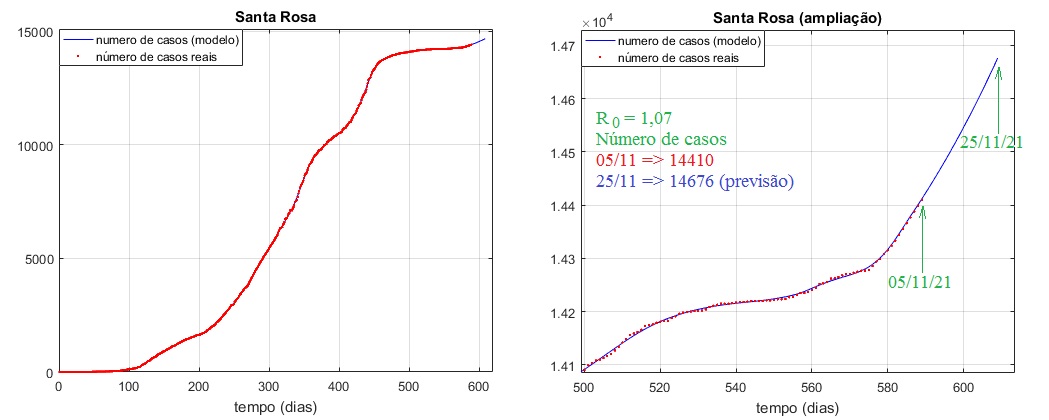 Santa Rosa
numero de casos (modelo)
número de casos reais
15000
10000
5000
0
0 100 200 300 400 500 600
tempo (dias)
Santa Rosa (ampliação)
×10⁴
numero de casos (modelo)
número de casos reais
1.47
1.46
1.45
1.44
1.43
1.42
1.41
R 0 = 1,07
Número de casos
05/11 => 14410
25/11 => 14676 (previsão)
25/11/21
05/11/21
500 520 540 560 580 600
tempo (dias)